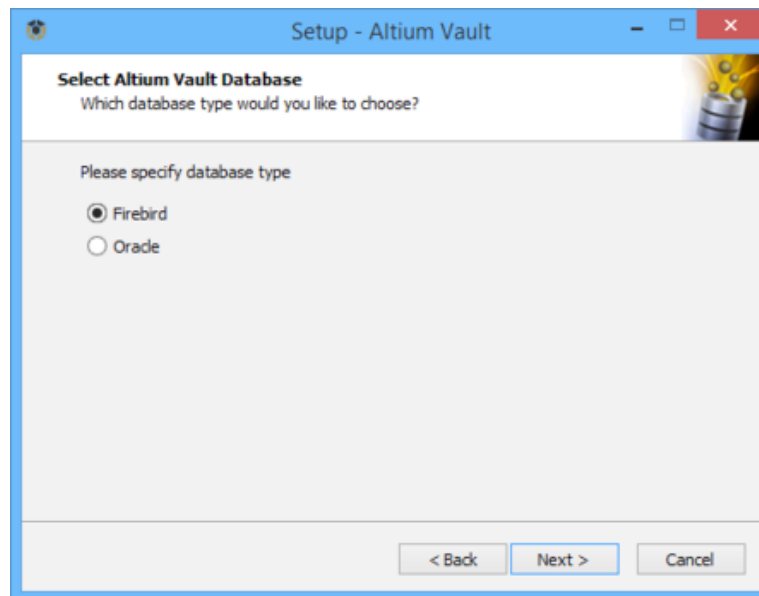 Setup - Altium Vault
Select Altium Vault Database
Which database type would you like to choose?
Please specify database type
Firebird
Oracle
< Back
Next >
Cancel